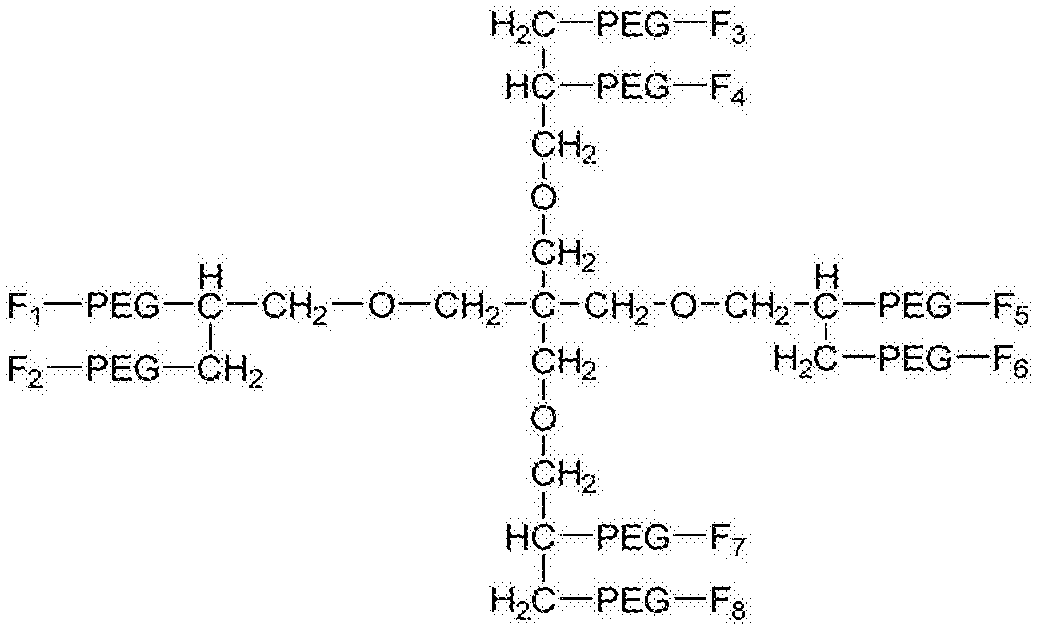 H₂C—PEG—F₃
HC—PEG—F₄
CH₂
O
CH₂
H H
F₁—PEG—C—CH₂—O—CH₂—C—CH₂—O—CH₂—C—PEG—F₅
F₂—PEG—CH₂ CH₂ H₂C—PEG—F₆
O
CH₂
HC—PEG—F₇
H₂C—PEG—F₈